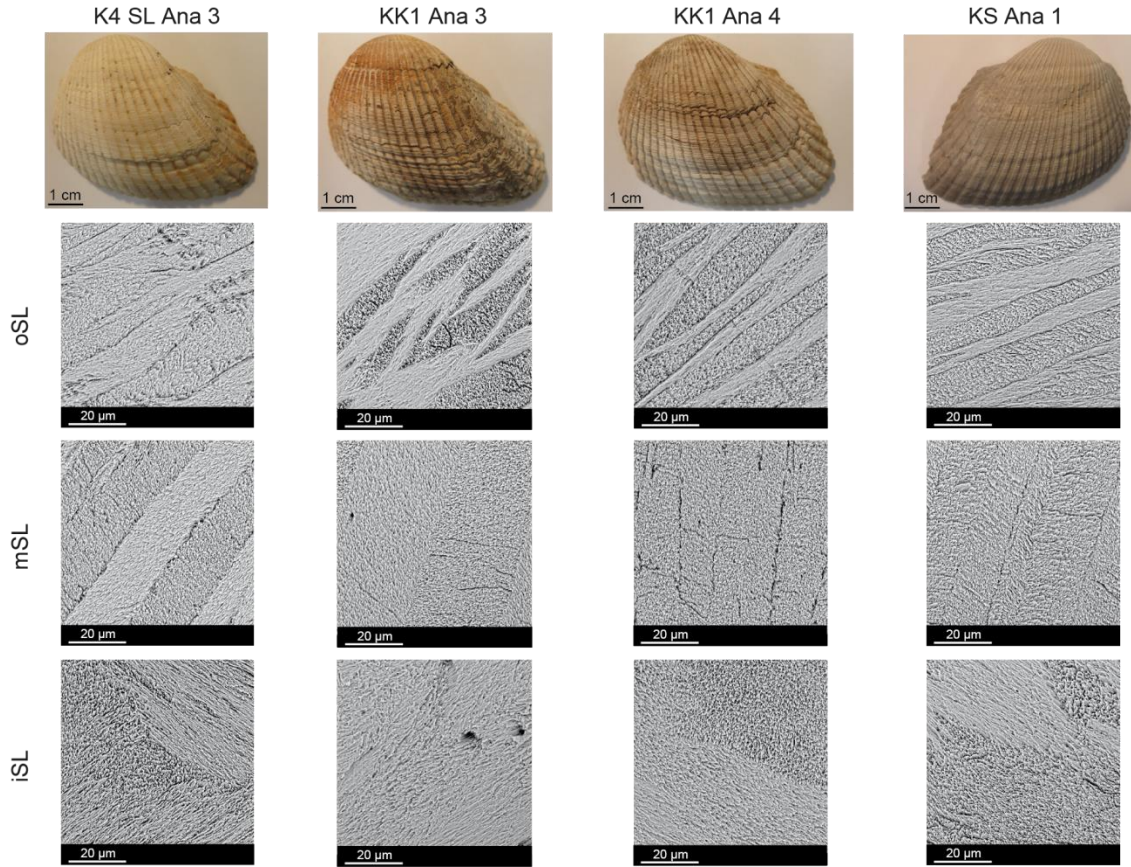 K4 SL Ana 3 KK1 Ana 3 KK1 Ana 4 KS Ana 1
1 cm 1 cm 1 cm 1 cm
oSL
20 µm 20 µm 20 µm 20 µm
mSL
20 µm 20 µm 20 µm 20 µm
iSL
20 µm 20 µm 20 µm 20 µm